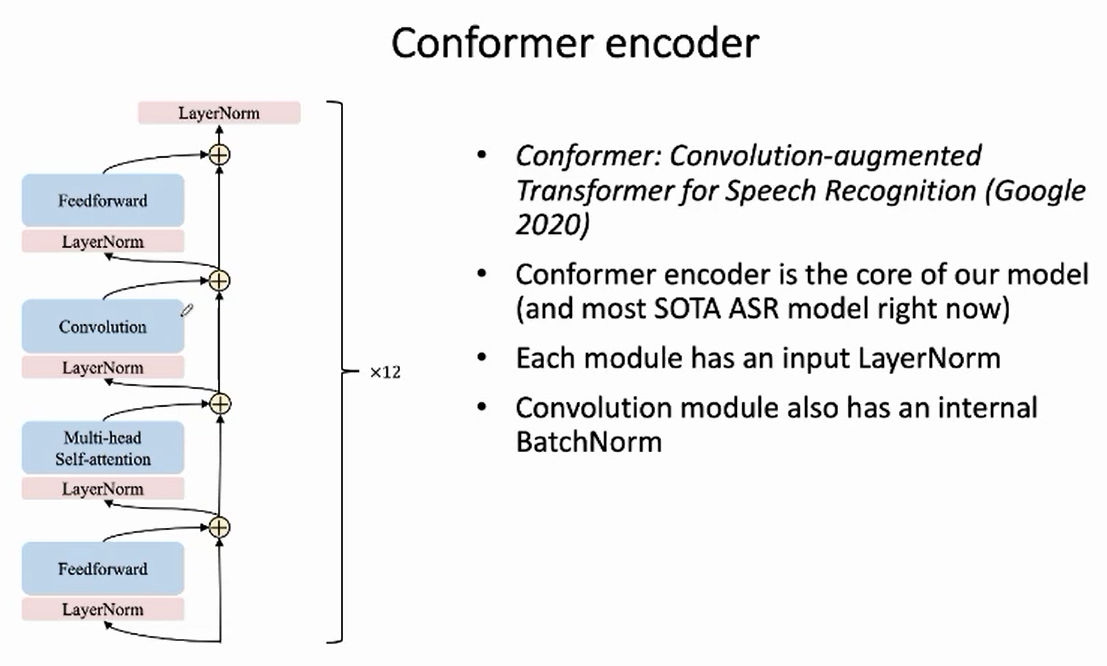 Conformer encoder
LayerNorm
Feedforward
LayerNorm
Convolution
LayerNorm
Multi-head
Self-attention
LayerNorm
Feedforward
LayerNorm
×12
• Conformer: Convolution-augmented
Transformer for Speech Recognition (Google
2020)
• Conformer encoder is the core of our model
(and most SOTA ASR model right now)
• Each module has an input LayerNorm
• Convolution module also has an internal
BatchNorm